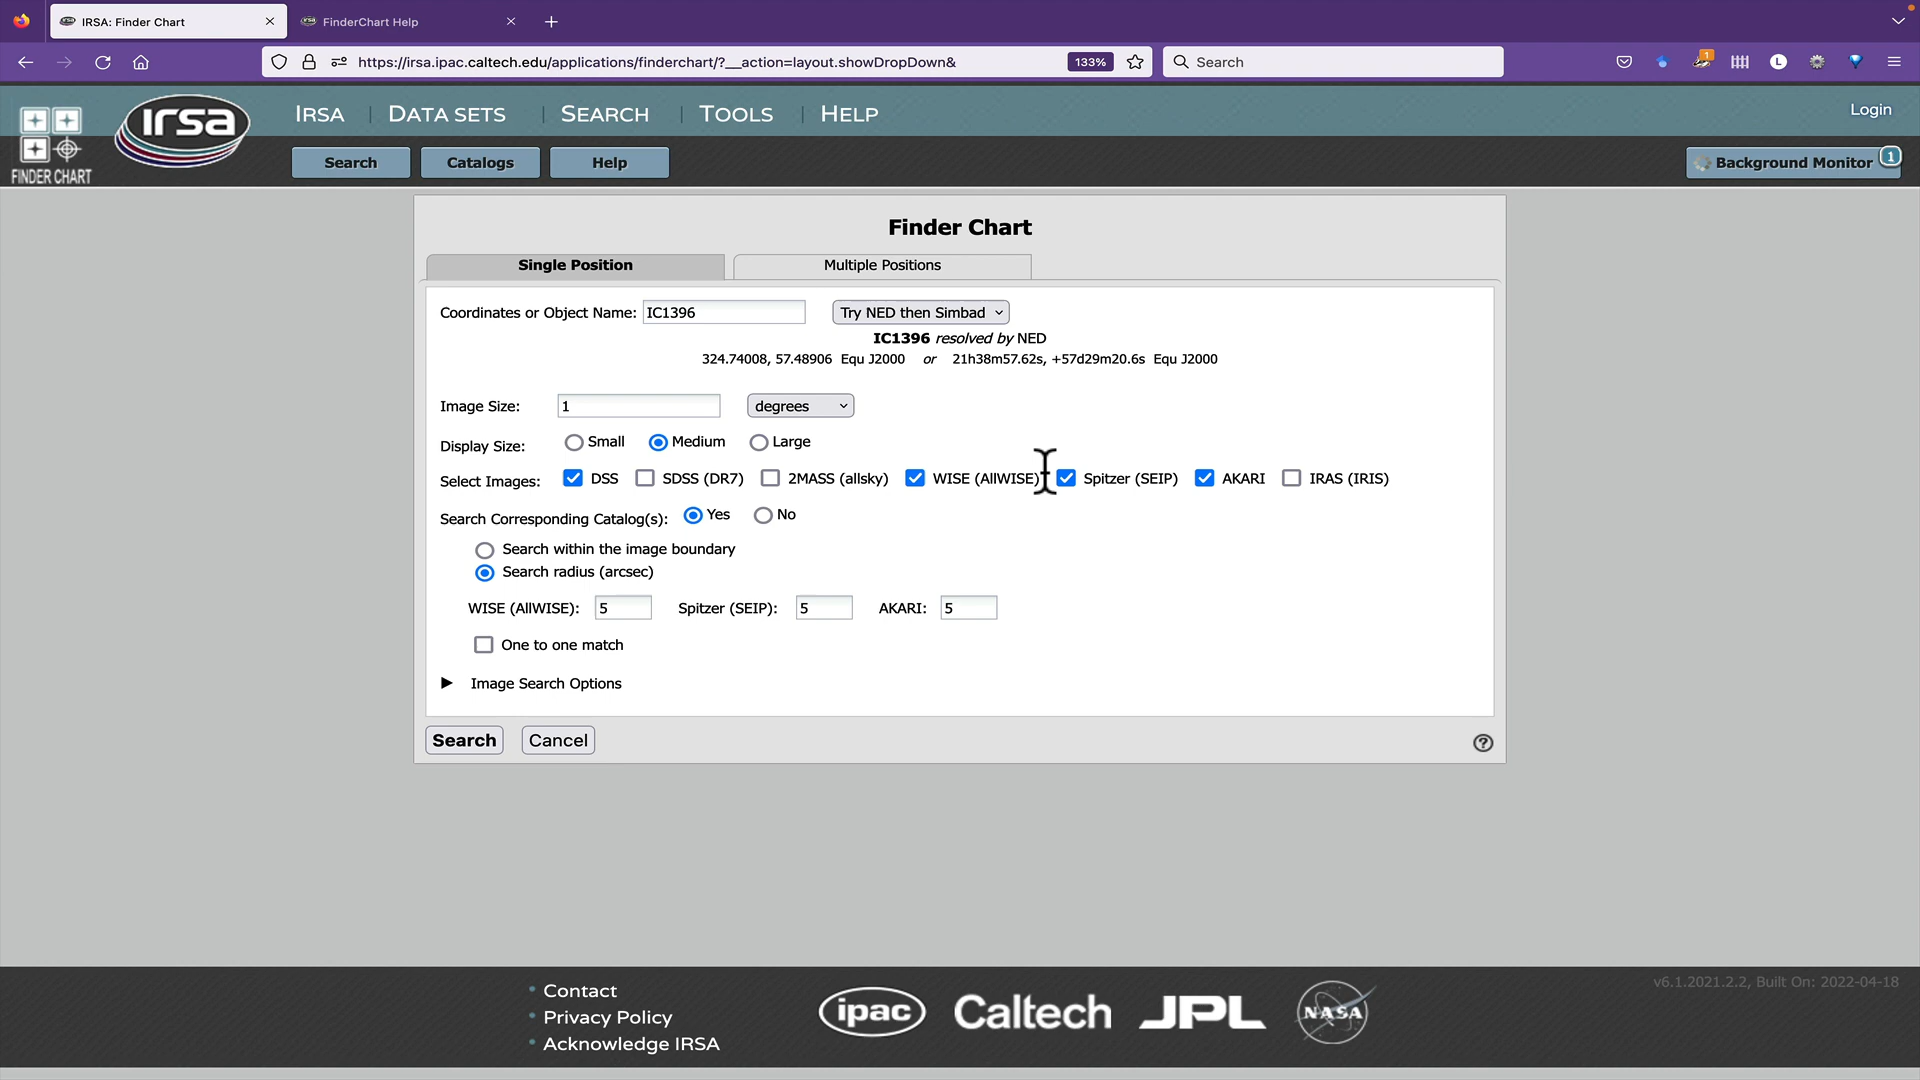 IRSA: Finder Chart
FinderChart Help
https://irsa.ipac.caltech.edu/applications/finderchart/?__action=layout.showDropDown&
133%
Search
1
L
FINDER CHART
irsa
IRSA
DATA SETS
SEARCH
TOOLS
HELP
Login
Search
Catalogs
Help
Background Monitor
1
Finder Chart
Single Position
Multiple Positions
Coordinates or Object Name: IC1396 Try NED then Simbad
IC1396 resolved by NED
324.74008, 57.48906 Equ J2000 or 21h38m57.62s, +57d29m20.6s Equ J2000
Image Size: 1 degrees
Display Size: Small Medium Large
Select Images: DSS SDSS (DR7) 2MASS (allsky) WISE (AllWISE) Spitzer (SEIP) AKARI IRAS (IRIS)
Search Corresponding Catalog(s): Yes No
Search within the image boundary
Search radius (arcsec)
WISE (AllWISE): 5 Spitzer (SEIP): 5 AKARI: 5
One to one match
Image Search Options
Search Cancel
?
v6.1.2021.2.2, Built On: 2022-04-18
Contact
Privacy Policy
Acknowledge IRSA
ipac
Caltech
JPL
NASA